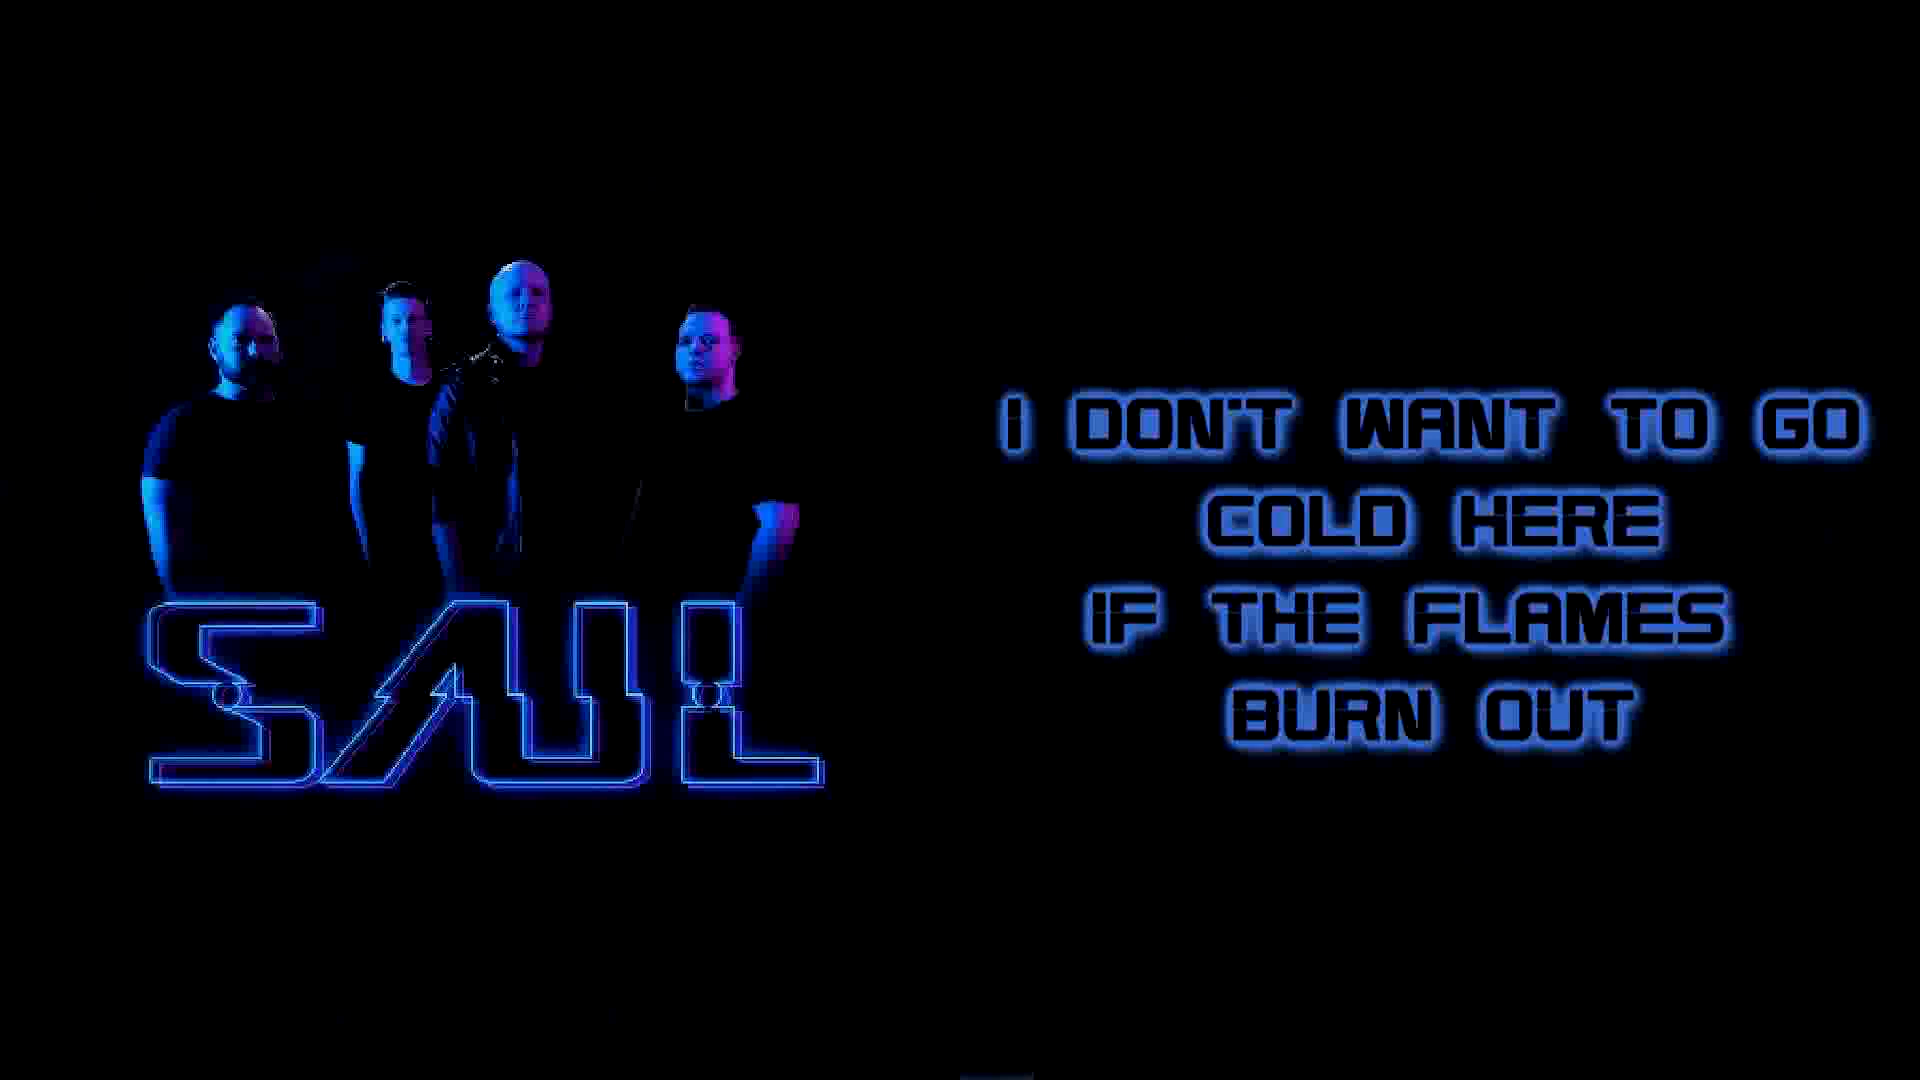 SAUL
I DON'T WANT TO GO
COLD HERE
IF THE FLAMES
BURN OUT